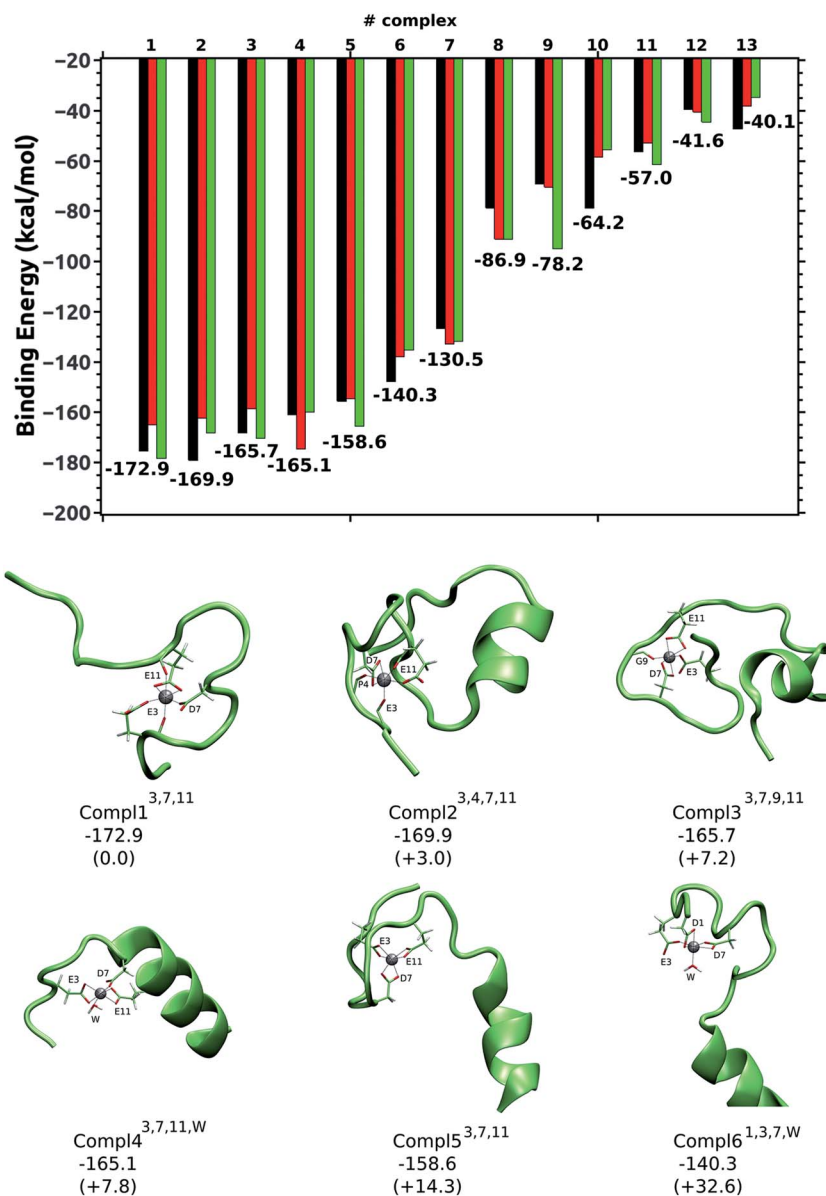 # complex
1 2 3 4 5 6 7 8 9 10 11 12 13
Binding Energy (kcal/mol)
−20
−40
−60
−80
−100
−120
−140
−160
−180
−200
-172.9
-169.9
-165.7
-165.1
-158.6
-140.3
-130.5
-86.9
-78.2
-64.2
-57.0
-41.6
-40.1
E11
E3
D7
D7
E11
P4
E3
E11
G9
D7
E3
Compl1 3,7,11
-172.9
(0.0)
Compl2 3,4,7,11
-169.9
(+3.0)
Compl3 3,7,9,11
-165.7
(+7.2)
E3
D7
W
E11
E3
E11
D7
D1
E3
D7
W
Compl4 3,7,11,W
-165.1
(+7.8)
Compl5 3,7,11
-158.6
(+14.3)
Compl6 1,3,7,W
-140.3
(+32.6)